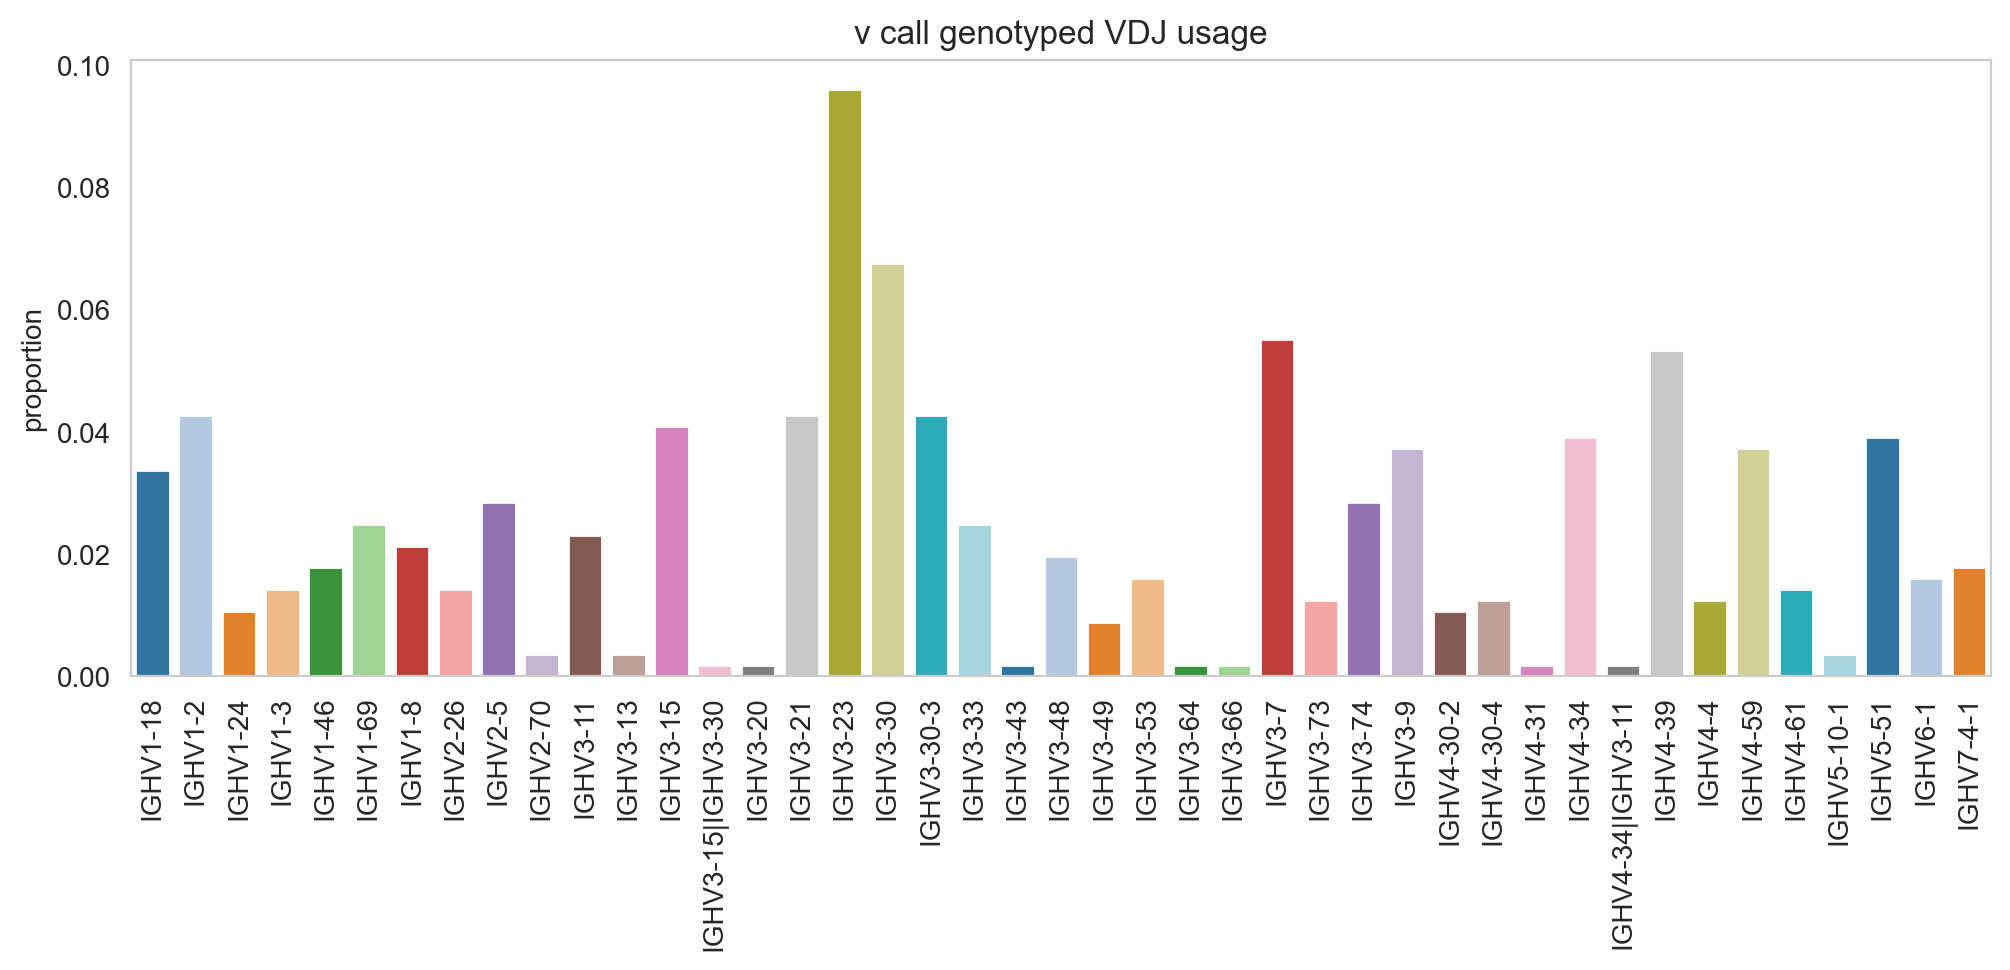 v call genotyped VDJ usage
proportion
0.10
0.08
0.06
0.04
0.02
0.00
IGHV1-18
IGHV1-2
IGHV1-24
IGHV1-3
IGHV1-46
IGHV1-69
IGHV1-8
IGHV2-26
IGHV2-5
IGHV2-70
IGHV3-11
IGHV3-13
IGHV3-15
IGHV3-15|IGHV3-30
IGHV3-20
IGHV3-21
IGHV3-23
IGHV3-30
IGHV3-30-3
IGHV3-33
IGHV3-43
IGHV3-48
IGHV3-49
IGHV3-53
IGHV3-64
IGHV3-66
IGHV3-7
IGHV3-73
IGHV3-74
IGHV3-9
IGHV4-30-2
IGHV4-30-4
IGHV4-31
IGHV4-34
IGHV4-34|IGHV3-11
IGHV4-39
IGHV4-4
IGHV4-59
IGHV4-61
IGHV5-10-1
IGHV5-51
IGHV6-1
IGHV7-4-1